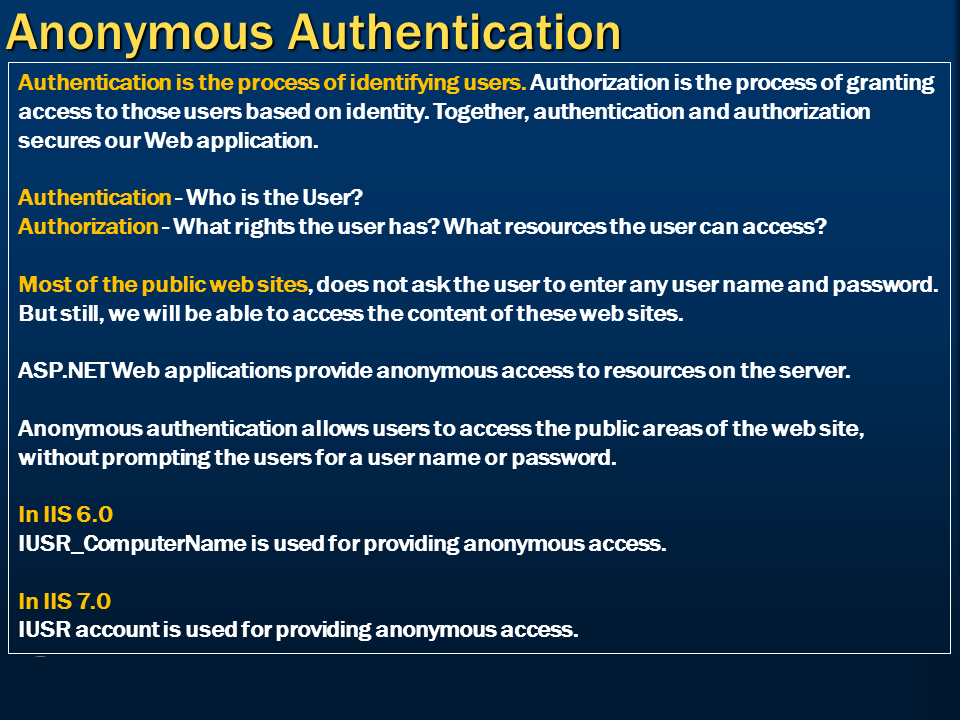 Anonymous Authentication
Authentication is the process of identifying users. Authorization is the process of granting
access to those users based on identity. Together, authentication and authorization
secures our Web application.
Authentication - Who is the User?
Authorization - What rights the user has? What resources the user can access?
Most of the public web sites, does not ask the user to enter any user name and password.
But still, we will be able to access the content of these web sites.
ASP.NET Web applications provide anonymous access to resources on the server.
Anonymous authentication allows users to access the public areas of the web site,
without prompting the users for a user name or password.
In IIS 6.0
IUSR_ComputerName is used for providing anonymous access.
In IIS 7.0
IUSR account is used for providing anonymous access.